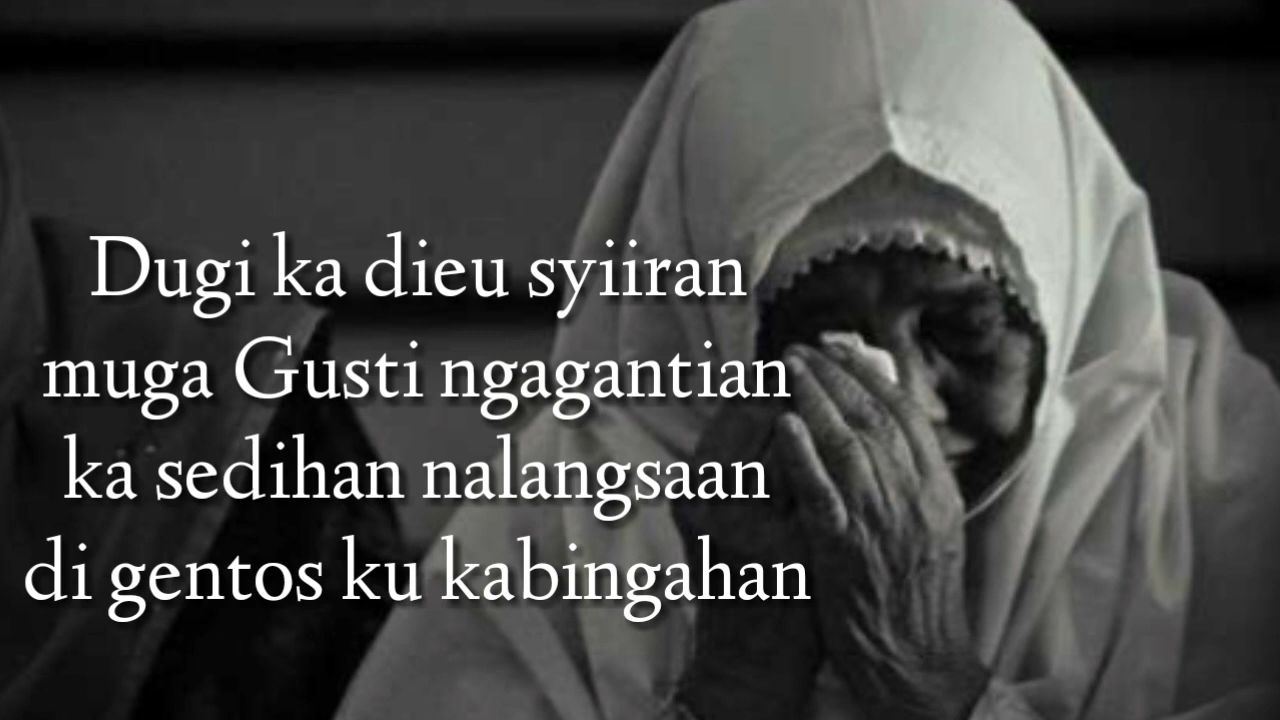 Dugi ka dieu syiiran
muga Gusti ngagantian
ka sedihan nalangsaan
di gentos ku kabingahan